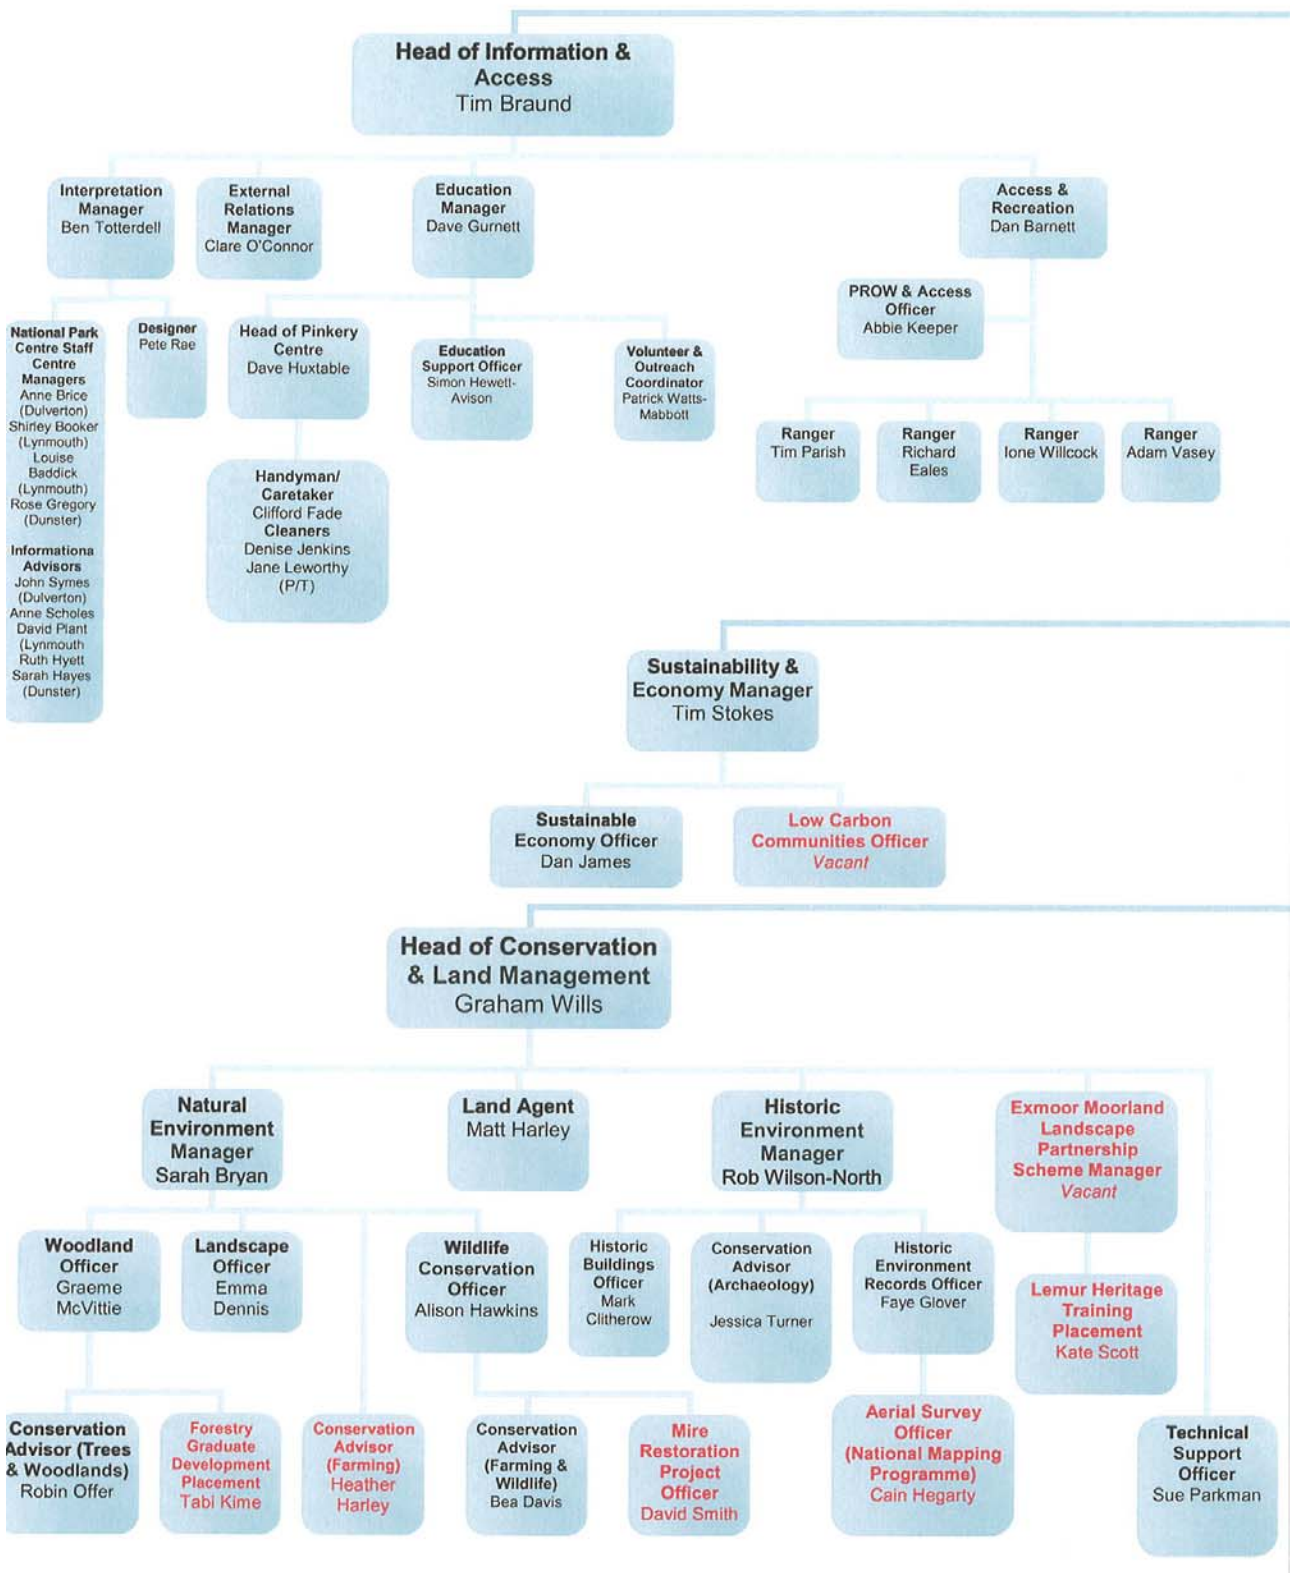 Head of Information &
Access
Tim Braund
Interpretation
Manager
Ben Totterdell
External
Relations
Manager
Clare O'Connor
Education
Manager
Dave Gurnett
Access &
Recreation
Dan Barnett
PROW & Access
Officer
Abbie Keeper
National Park
Centre Staff
Centre
Managers
Anne Brice
(Dulverton)
Shirley Booker
(Lynmouth)
Louise
Baddick
(Lynmouth)
Rose Gregory
(Dunster)
Informationa
Advisors
John Symes
(Dulverton)
Anne Scholes
David Plant
(Lynmouth
Ruth Hyett
Sarah Hayes
(Dunster)
Designer
Pete Rae
Head of Pinkery
Centre
Dave Huxtable
Education
Support Officer
Simon Hewett-
Avison
Volunteer &
Outreach
Coordinator
Patrick Watts-
Mabbott
Handyman/
Caretaker
Clifford Fade
Cleaners
Denise Jenkins
Jane Leworthy
(P/T)
Ranger
Tim Parish
Ranger
Richard
Eales
Ranger
Ione Willcock
Ranger
Adam Vasey
Sustainability &
Economy Manager
Tim Stokes
Sustainable
Economy Officer
Dan James
Low Carbon
Communities Officer
Vacant
Head of Conservation
& Land Management
Graham Wills
Natural
Environment
Manager
Sarah Bryan
Land Agent
Matt Harley
Historic
Environment
Manager
Rob Wilson-North
Exmoor Moorland
Landscape
Partnership
Scheme Manager
Vacant
Woodland
Officer
Graeme
McVittie
Landscape
Officer
Emma
Dennis
Wildlife
Conservation
Officer
Alison Hawkins
Historic
Buildings
Officer
Mark
Clitherow
Conservation
Advisor
(Archaeology)
Jessica Turner
Historic
Environment
Records Officer
Faye Glover
Lemur Heritage
Training
Placement
Kate Scott
Conservation
Advisor (Trees
& Woodlands)
Robin Offer
Forestry
Graduate
Development
Placement
Tabi Kime
Conservation
Advisor
(Farming)
Heather
Harley
Conservation
Advisor
(Farming &
Wildlife)
Bea Davis
Mire
Restoration
Project
Officer
David Smith
Aerial Survey
Officer
(National Mapping
Programme)
Cain Hegarty
Technical
Support
Officer
Sue Parkman